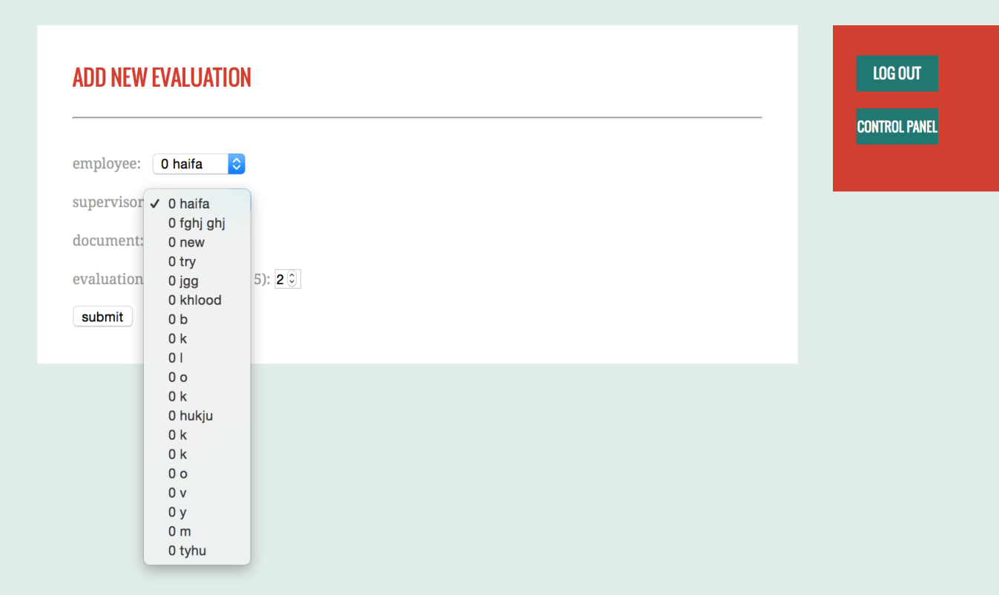 ADD NEW EVALUATION
LOG OUT
CONTROL PANEL
employee: 0 haifa
supervisor
✓ 0 haifa
0 fghj ghj
document:
0 new
0 try
evaluation 5): 2
0 jgg
0 khlood
submit
0 b
0 k
0 l
0 o
0 k
0 hukju
0 k
0 k
0 o
0 v
0 y
0 m
0 tyhu